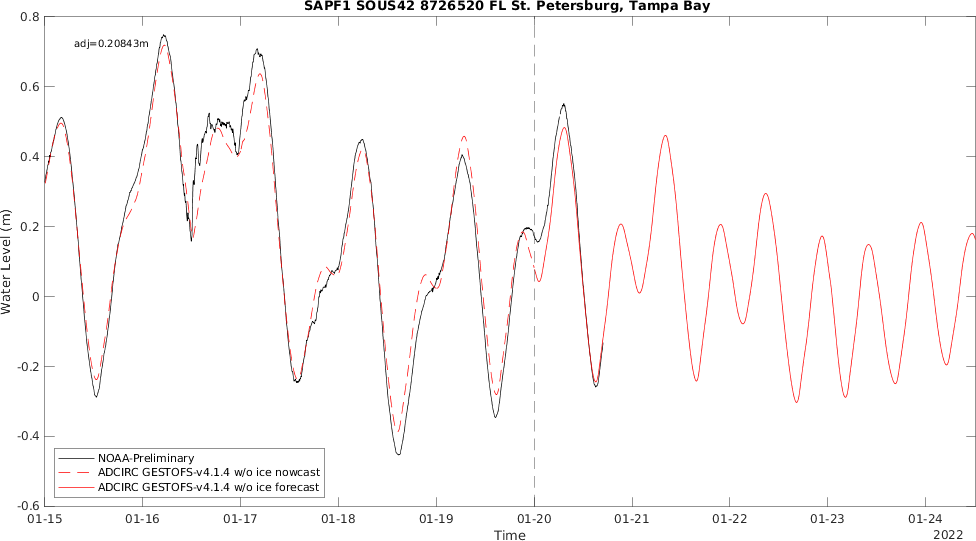 SAPF1 SOUS42 8726520 FL St. Petersburg, Tampa Bay
adj=0.20843m
0.8
0.6
0.4
0.2
0
-0.2
-0.4
-0.6
Water Level (m)
NOAA-Preliminary
ADCIRC GESTOFS-v4.1.4 w/o ice nowcast
ADCIRC GESTOFS-v4.1.4 w/o ice forecast
01-15 01-16 01-17 01-18 01-19 01-20 01-21 01-22 01-23 01-24
Time
2022